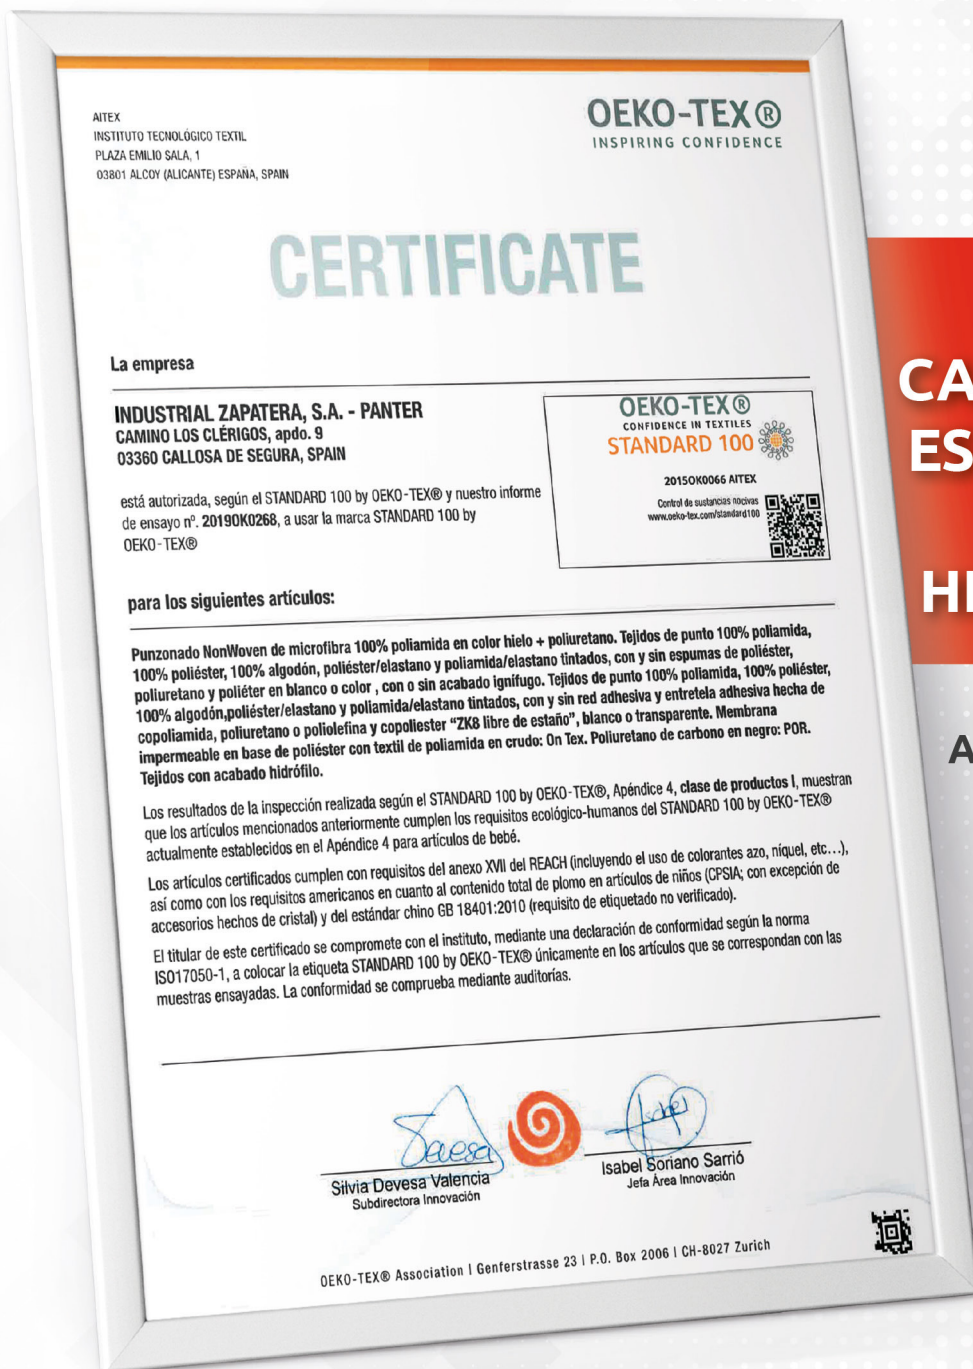 AITEX
INSTITUTO TECNOLÓGICO TEXTIL
PLAZA EMILIO SALA, 1
03801 ALCOY (ALICANTE) ESPAÑA, SPAIN
OEKO-TEX®
INSPIRING CONFIDENCE
CERTIFICATE
La empresa
INDUSTRIAL ZAPATERA, S.A. - PANTER
CAMINO LOS CLÉRIGOS, apdo. 9
03360 CALLOSA DE SEGURA, SPAIN
está autorizada, según el STANDARD 100 by OEKO-TEX® y nuestro informe
de ensayo nº. 2019OK0268, a usar la marca STANDARD 100 by
OEKO-TEX®
OEKO-TEX®
CONFIDENCE IN TEXTILES
STANDARD 100
2015OK0066 AITEX
Control de sustancias nocivas
www.oeko-tex.com/standard100
para los siguientes artículos:
Punzonado NonWoven de microfibra 100% poliamida en color hielo + poliuretano. Tejidos de punto 100% poliamida,
100% poliéster, 100% algodón, poliéster/elastano y poliamida/elastano tintados, con y sin espumas de poliéster,
poliuretano y poliéter en blanco o color , con o sin acabado ignífugo. Tejidos de punto 100% poliamida, 100% poliéster,
100% algodón,poliéster/elastano y poliamida/elastano tintados, con y sin red adhesiva y entretela adhesiva hecha de
copoliamida, poliuretano o poliolefina y copoliester “ZK8 libre de estaño”, blanco o transparente. Membrana
impermeable en base de poliéster con textil de poliamida en crudo: On Tex. Poliuretano de carbono en negro: POR.
Tejidos con acabado hidrófilo.
Los resultados de la inspección realizada según el STANDARD 100 by OEKO-TEX®, Apéndice 4, clase de productos I, muestran
que los artículos mencionados anteriormente cumplen los requisitos ecológico-humanos del STANDARD 100 by OEKO-TEX®
actualmente establecidos en el Apéndice 4 para artículos de bebé.
Los artículos certificados cumplen con requisitos del anexo XVII del REACH (incluyendo el uso de colorantes azo, níquel, etc…),
así como con los requisitos americanos en cuanto al contenido total de plomo en artículos de niños (CPSIA; con excepción de
accesorios hechos de cristal) y del estándar chino GB 18401:2010 (requisito de etiquetado no verificado).
El titular de este certificado se compromete con el instituto, mediante una declaración de conformidad según la norma
ISO17050-1, a colocar la etiqueta STANDARD 100 by OEKO-TEX® únicamente en los artículos que se correspondan con las
muestras ensayadas. La conformidad se comprueba mediante auditorías.
Silvia Devesa Valencia
Subdirectora Innovación
Isabel Soriano Sarrió
Jefa Área Innovación
OEKO-TEX® Association | Genferstrasse 23 | P.O. Box 2006 | CH-8027 Zurich
CA
ES
A